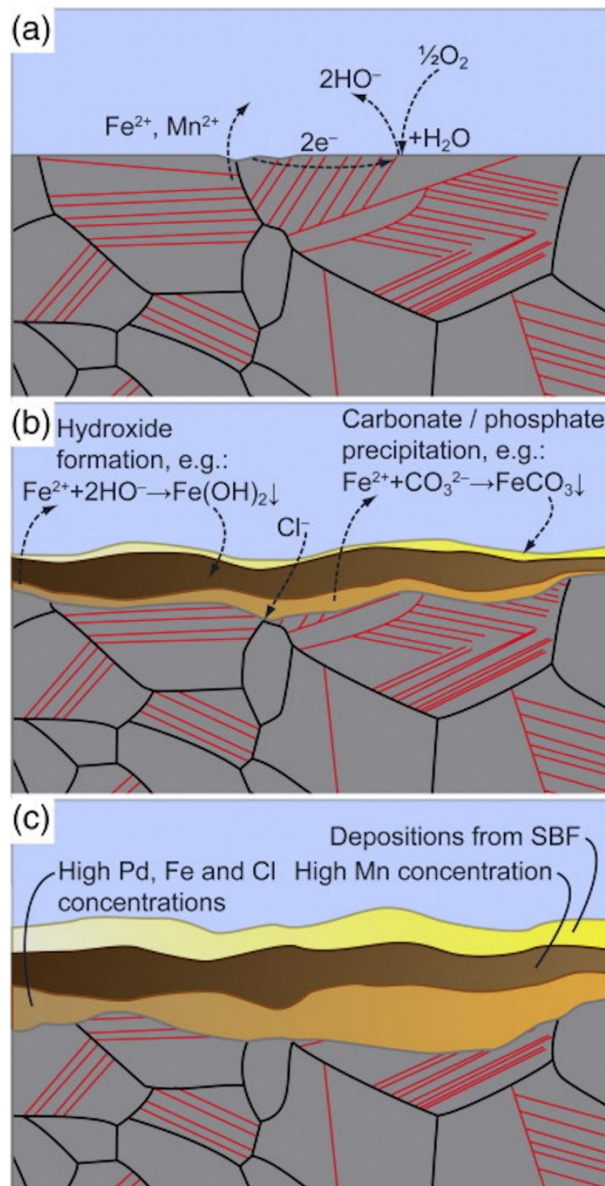 (a)
½O₂
2HO⁻
Fe²⁺, Mn²⁺
2e⁻
+H₂O
(b)
Hydroxide
formation, e.g.:
Fe²⁺+2HO⁻→Fe(OH)₂↓
Cl⁻
Carbonate / phosphate
precipitation, e.g.:
Fe²⁺+CO₃²⁻→FeCO₃↓
(c)
Depositions from SBF
High Pd, Fe and Cl
concentrations
High Mn concentration